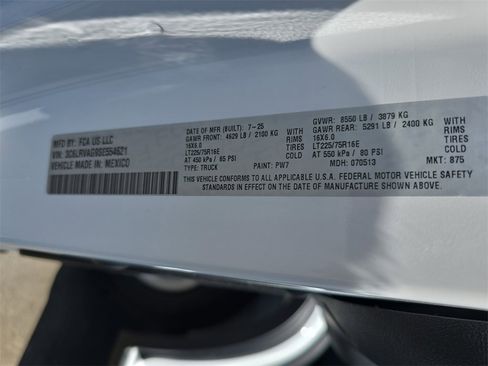 MFD BY: FCA US LLC
VIN: 3C6LRVAG9SE554621
VEHICLE MADE IN: MEXICO
DATE OF MFR (BUILT): 7-25
GAWR FRONT: 4629 LB / 2100 KG
16X6.0 RIMS
LT225/75R16E TIRES
AT 450 kPa / 65 PSI WITH
TYPE: TRUCK PAINT: PW7
GVWR: 8550 LB / 3879 KG
GAWR REAR: 5291 LB / 2400 KG WITH
16X6.0 RIMS
LT225/75R16E TIRES
AT 550 kPa / 80 PSI
MDH: 070513 MKT: 875
THIS VEHICLE CONFORMS TO ALL APPLICABLE U.S.A. FEDERAL MOTOR VEHICLE SAFETY
STANDARDS IN EFFECT ON THE DATE OF MANUFACTURE SHOWN ABOVE.